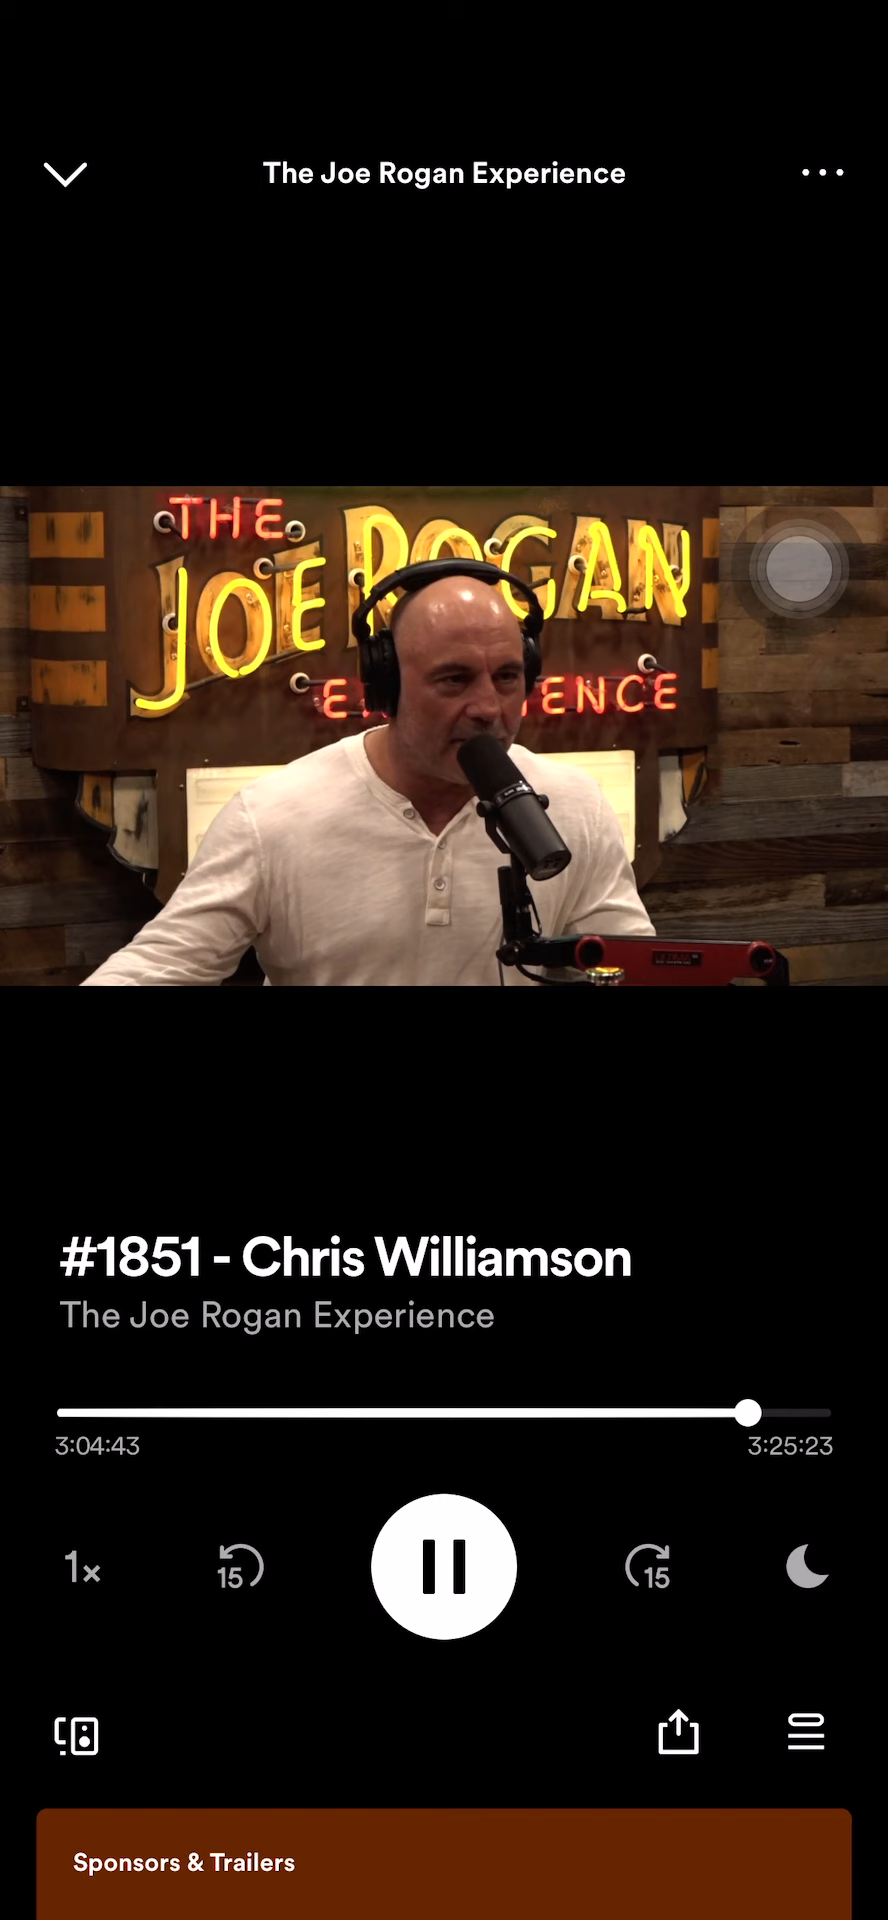 The Joe Rogan Experience
THE
JOE ROGAN
E ENCE
#1851 - Chris Williamson
The Joe Rogan Experience
3:04:43
3:25:23
1×
15
15
Sponsors & Trailers